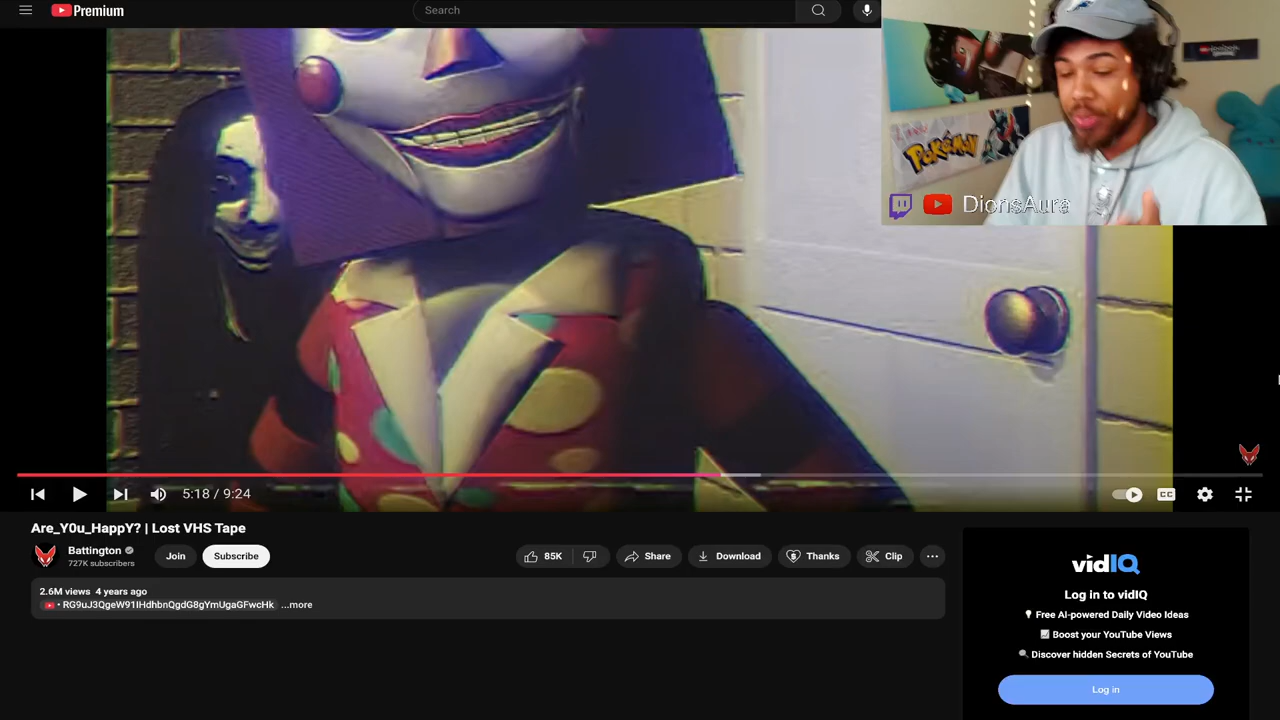 Premium
Search
POKéMON
DionsAura
5:18 / 9:24
CC
Are_Y0u_HappY? | Lost VHS Tape
Battington
727K subscribers
Join
Subscribe
85K
Share
Download
Thanks
Clip
2.6M views 4 years ago
• RG9uJ3QgeW91IHdhbnQgdG8gYmUgaGFwcHk ...more
vidIQ
Log in to vidIQ
Free AI-powered Daily Video Ideas
Boost your YouTube Views
Discover hidden Secrets of YouTube
Log in